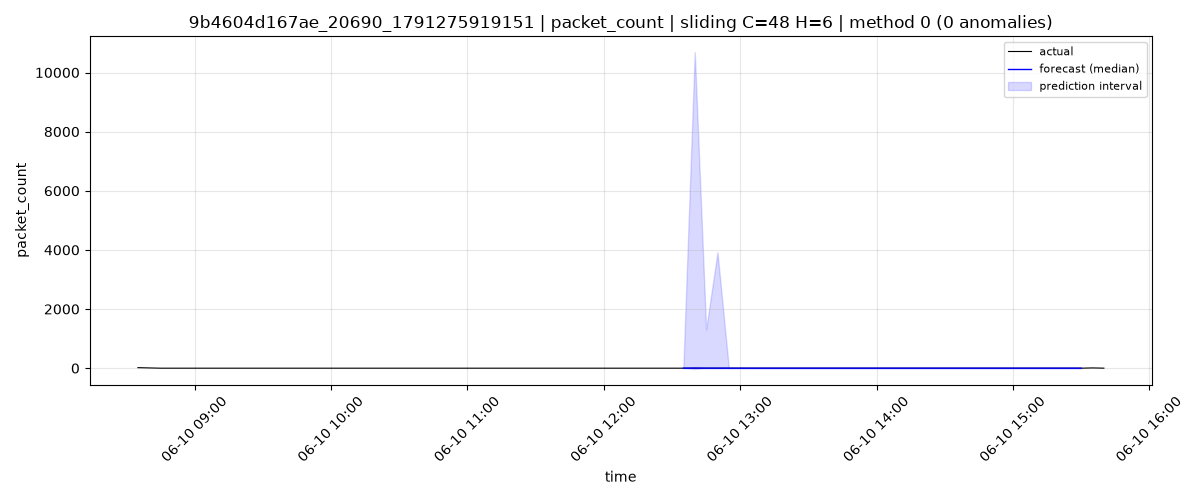 9b4604d167ae_20690_1791275919151 | packet_count | sliding C=48 H=6 | method 0 (0 anomalies)
actual
forecast (median)
prediction interval
packet_count
10000
8000
6000
4000
2000
0
06-10 09:00
06-10 10:00
06-10 11:00
06-10 12:00
06-10 13:00
06-10 14:00
06-10 15:00
06-10 16:00
time